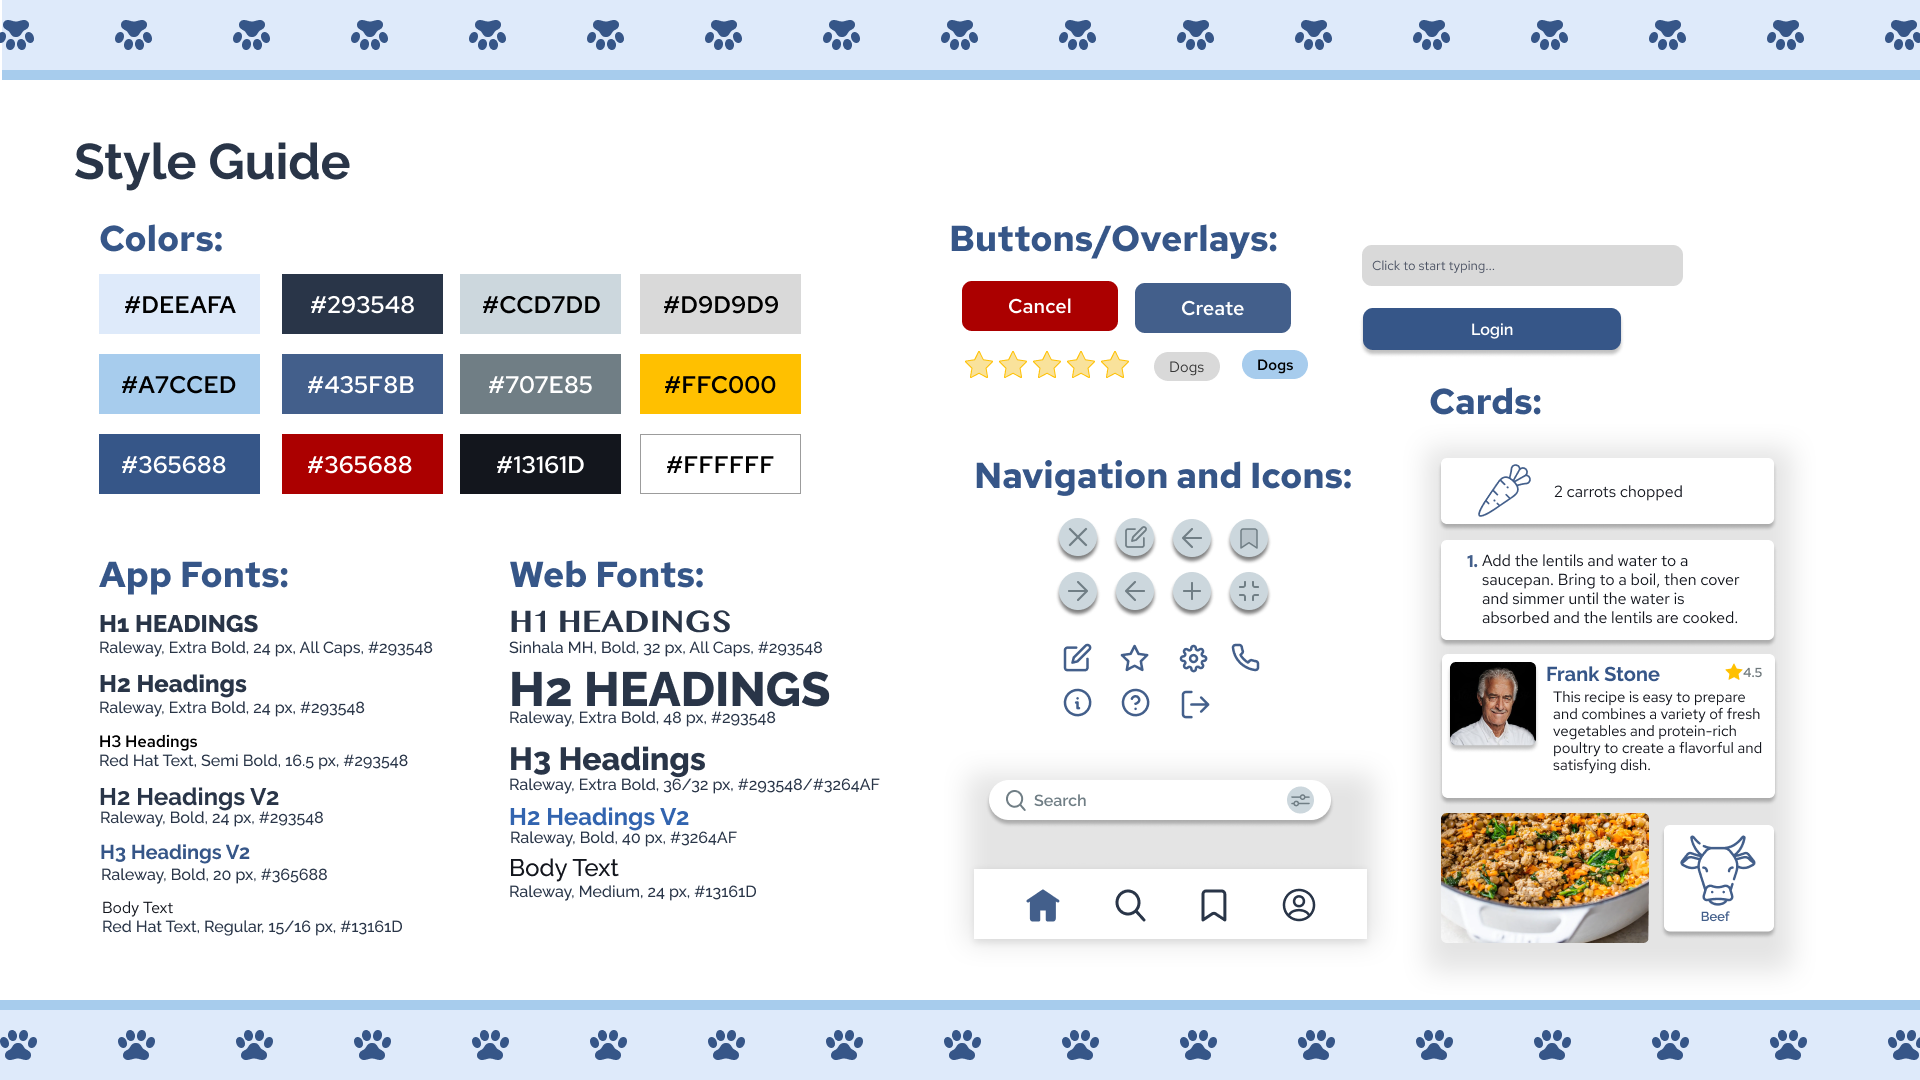 Style Guide
Colors:
#DEEAFA
#293548
#CCD7DD
#D9D9D9
#A7CCED
#435F8B
#707E85
#FFC000
#365688
#365688
#13161D
#FFFFFF
App Fonts:
H1 HEADINGS
Raleway, Extra Bold, 24 px, All Caps, #293548
H2 Headings
Raleway, Extra Bold, 24 px, #293548
H3 Headings
Red Hat Text, Semi Bold, 16.5 px, #293548
H2 Headings V2
Raleway, Bold, 24 px, #293548
H3 Headings V2
Raleway, Bold, 20 px, #365688
Body Text
Red Hat Text, Regular, 15/16 px, #13161D
Web Fonts:
H1 HEADINGS
Sinhala MH, Bold, 32 px, All Caps, #293548
H2 HEADINGS
Raleway, Extra Bold, 48 px, #293548
H3 Headings
Raleway, Extra Bold, 36/32 px, #293548/#3264AF
H2 Headings V2
Raleway, Bold, 40 px, #3264AF
Body Text
Raleway, Medium, 24 px, #13161D
Buttons/Overlays:
Cancel
Create
Dogs
Dogs
Click to start typing...
Login
Navigation and Icons:
Search
Cards:
2 carrots chopped
1. Add the lentils and water to a
saucepan. Bring to a boil, then cover
and simmer until the water is
absorbed and the lentils are cooked.
Frank Stone
4.5
This recipe is easy to prepare
and combines a variety of fresh
vegetables and protein-rich
poultry to create a flavorful and
satisfying dish.
Beef